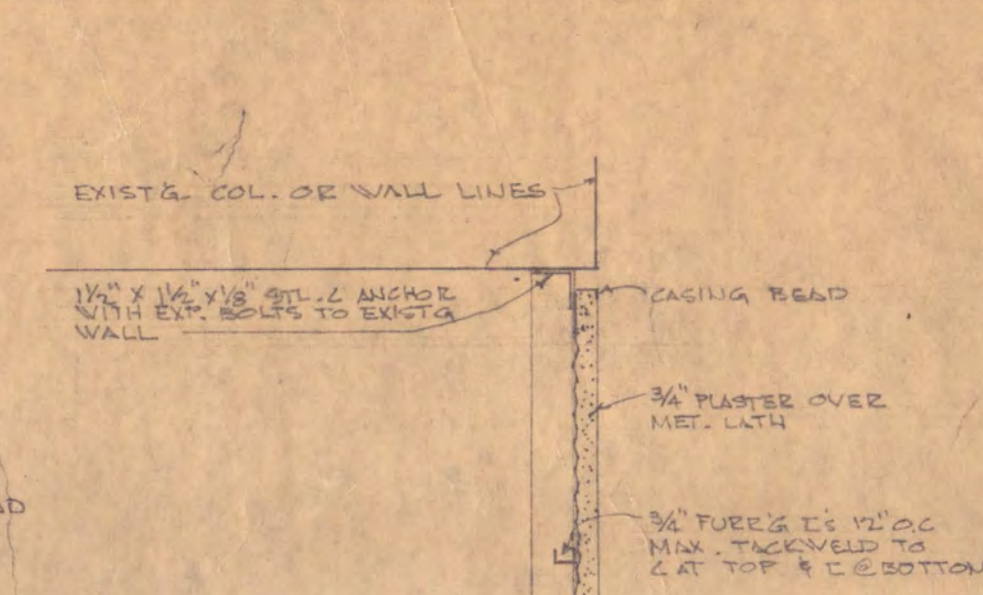 EXIST'G. COL. OR WALL LINES
1½" X 1½" X ⅛" STL. L ANCHOR
WITH EXP. BOLTS TO EXIST'G
WALL
CASING BEAD
¾" PLASTER OVER
MET. LATH
¾" FURR'G [S 12" O.C
MAX. TACKWELD TO
L AT TOP & [ @ BOTTOM